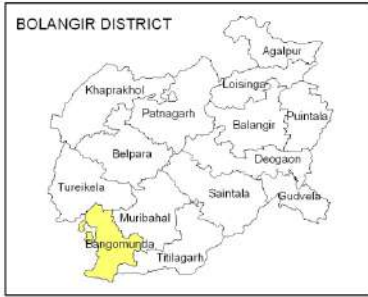 BOLANGIR DISTRICT
Agalpur
Loisinga
Khaprakhol
Patnagarh
Puintala
Balangir
Belpara
Deogaon
Tureikela
Saintala
Gudvela
Muribahal
Bangomunda
Titilagarh